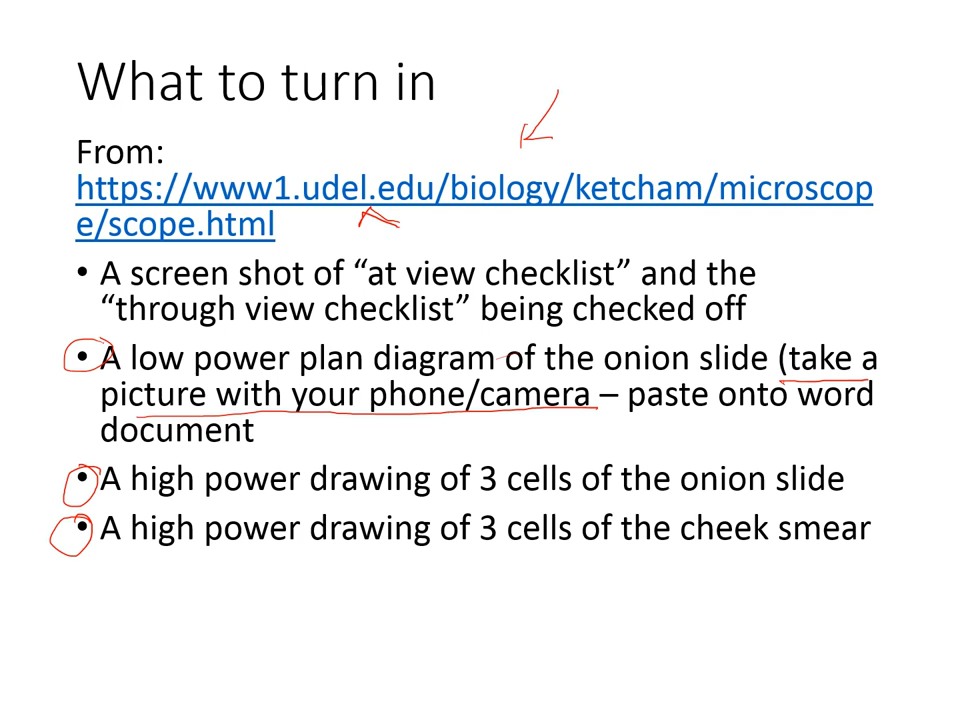 What to turn in
From:
https://www1.udel.edu/biology/ketcham/microscop
e/scope.html
• A screen shot of “at view checklist” and the
“through view checklist” being checked off
• A low power plan diagram of the onion slide (take a
picture with your phone/camera – paste onto word
document
• A high power drawing of 3 cells of the onion slide
• A high power drawing of 3 cells of the cheek smear